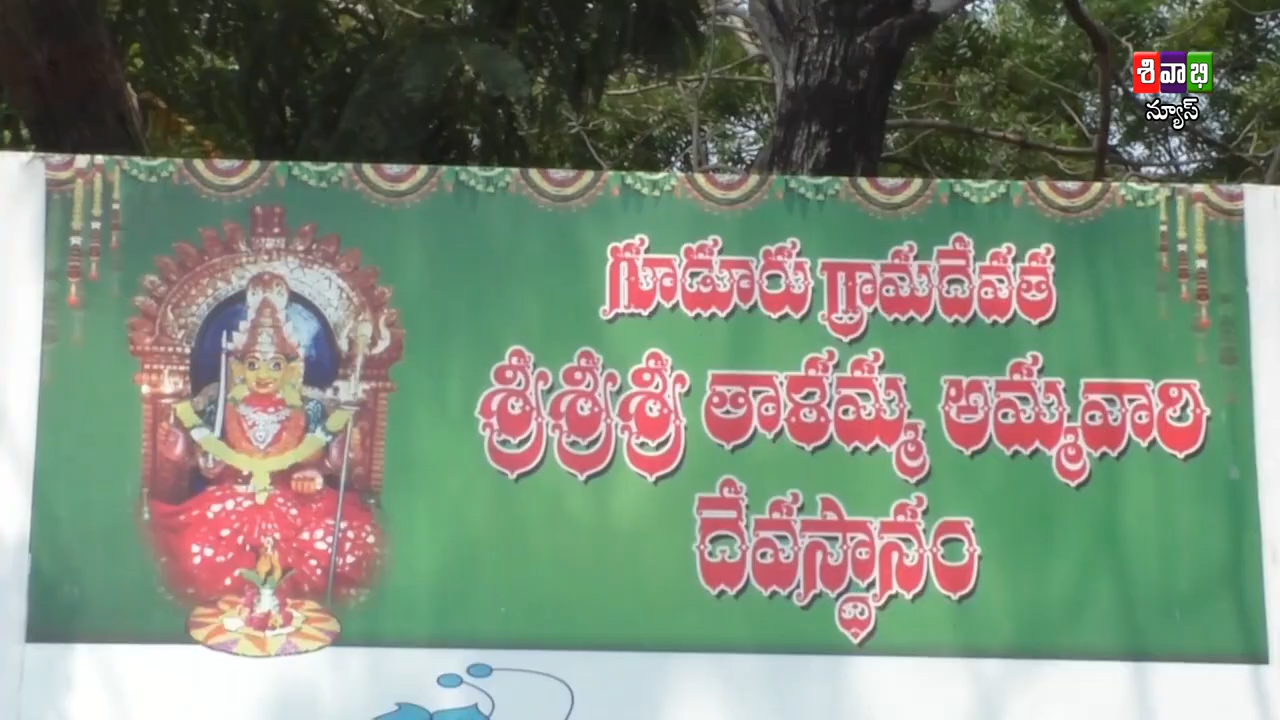 శివాభి
న్యూస్
గూడూరు గ్రామదేవత
శ్రీశ్రీశ్రీ తాళమ్మ అమ్మవారి
దేవస్థానం